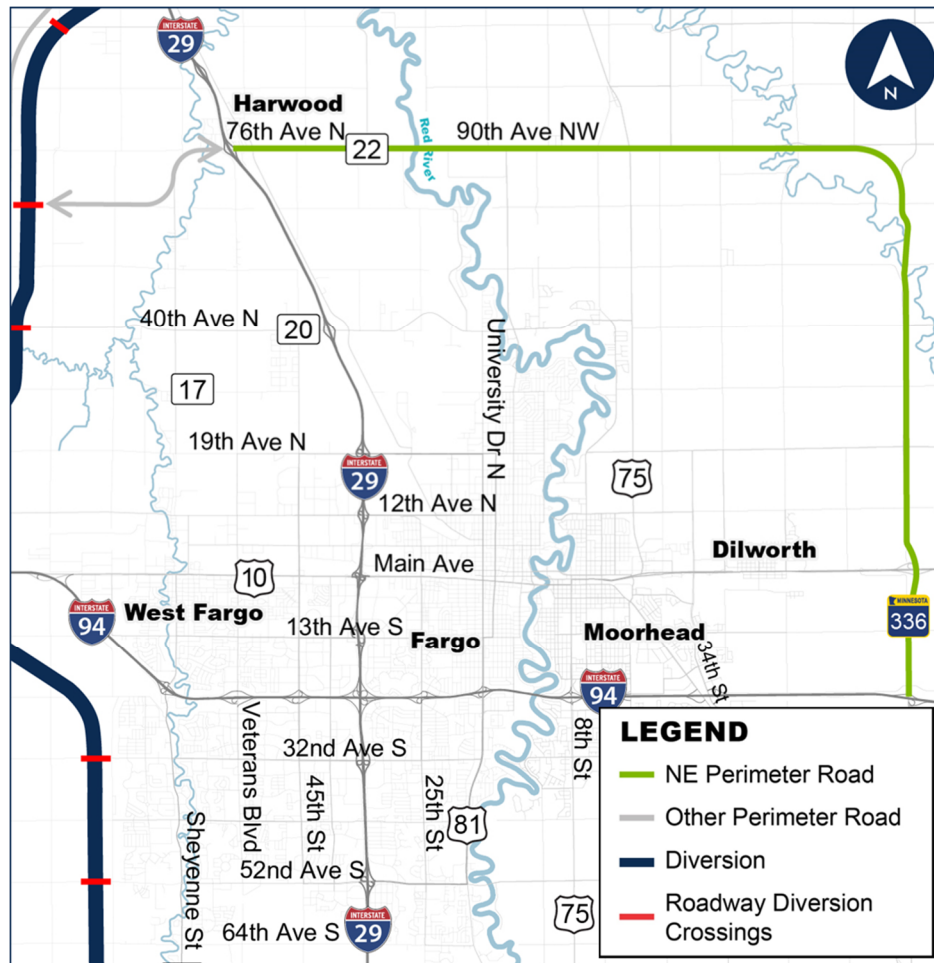 INTERSTATE
29
N
Harwood
76th Ave N
22
90th Ave NW
Red River
40th Ave N
20
University Dr N
17
19th Ave N
INTERSTATE
29
75
12th Ave N
Main Ave
Dilworth
10
INTERSTATE
94
West Fargo
13th Ave S
Fargo
Moorhead
MINNESOTA
336
34th St
INTERSTATE
94
Veterans Blvd
32nd Ave S
8th St
45th St
25th St
81
Sheyenne St
52nd Ave S
64th Ave S
INTERSTATE
29
75
LEGEND
NE Perimeter Road
Other Perimeter Road
Diversion
Roadway Diversion
Crossings